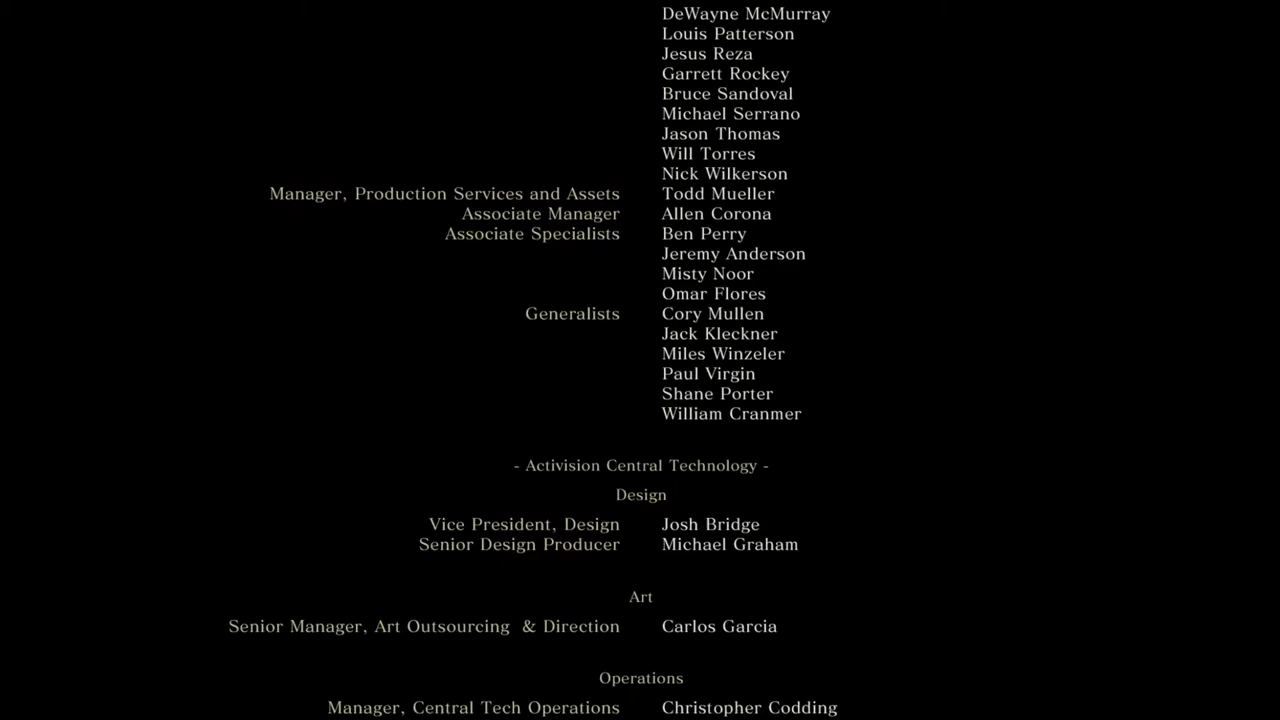 DeWayne McMurray
Louis Patterson
Jesus Reza
Garrett Rockey
Bruce Sandoval
Michael Serrano
Jason Thomas
Will Torres
Nick Wilkerson
Manager, Production Services and Assets Todd Mueller
Associate Manager Allen Corona
Associate Specialists Ben Perry
Jeremy Anderson
Misty Noor
Omar Flores
Generalists Cory Mullen
Jack Kleckner
Miles Winzeler
Paul Virgin
Shane Porter
William Cranmer
- Activision Central Technology -
Design
Vice President, Design Josh Bridge
Senior Design Producer Michael Graham
Art
Senior Manager, Art Outsourcing & Direction Carlos Garcia
Operations
Manager, Central Tech Operations Christopher Codding